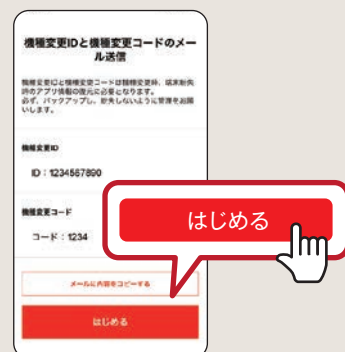 機種変更IDと機種変更コードのメー
ル送信
機種変更IDと機種変更コードは機種変更時、端末紛失
時のアプリ情報の復元に必要となります。
必ず、バックアップし、紛失しないように管理をお願
いします。
機種変更ID
ID：1234567890
機種変更コード
コード：1234
はじめる
メールに内容をコピーする
はじめる